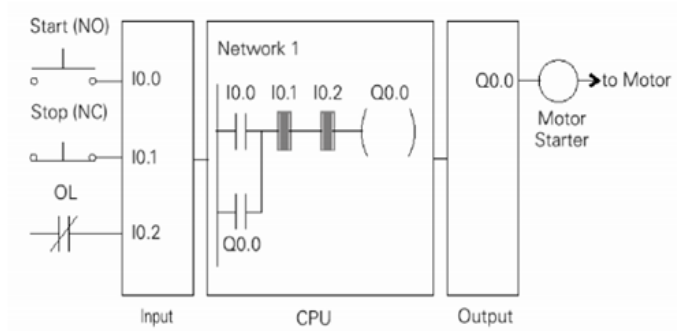 Start (NO)
I0.0
Stop (NC)
I0.1
OL
I0.2
Input
Network 1
I0.0 I0.1 I0.2 Q0.0
Q0.0
CPU
Q0.0
to Motor
Motor
Starter
Output